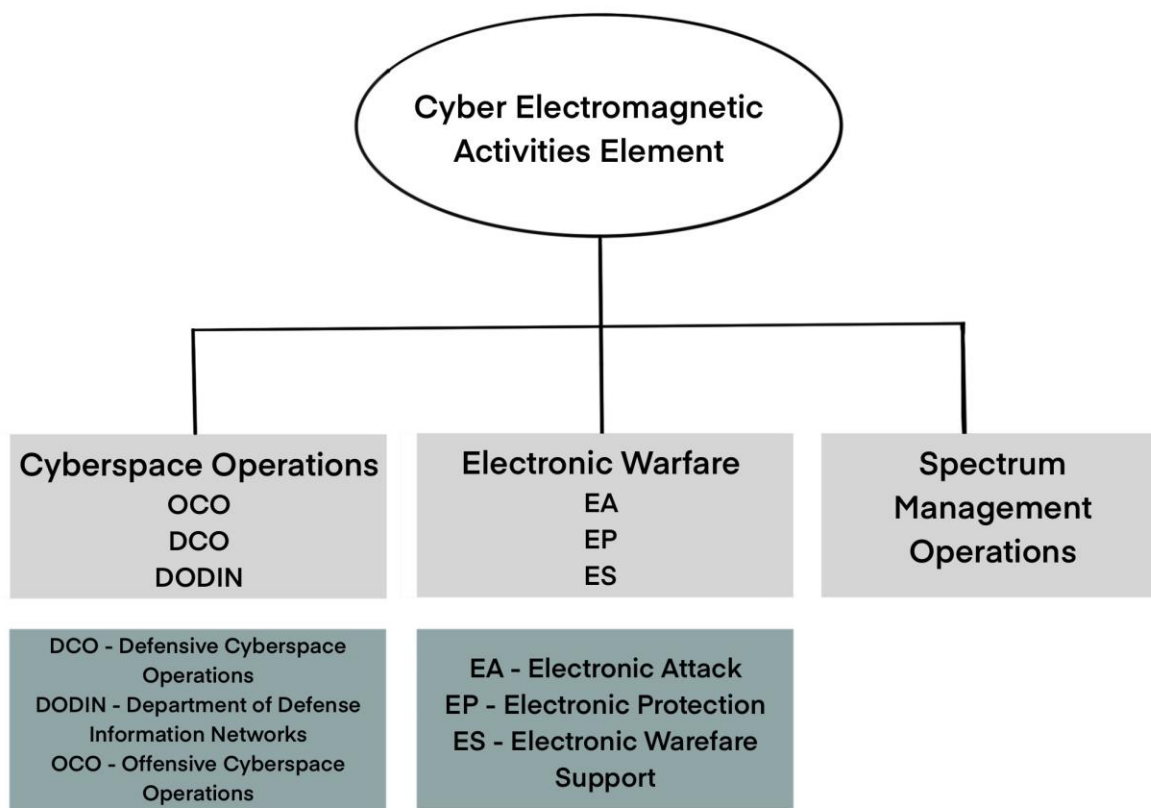 Cyber Electromagnetic
Activities Element
Cyberspace Operations
OCO
DCO
DODIN
Electronic Warfare
EA
EP
ES
Spectrum
Management
Operations
DCO - Defensive Cyberspace
Operations
DODIN - Department of Defense
Information Networks
OCO - Offensive Cyberspace
Operations
EA - Electronic Attack
EP - Electronic Protection
ES - Electronic Warefare
Support